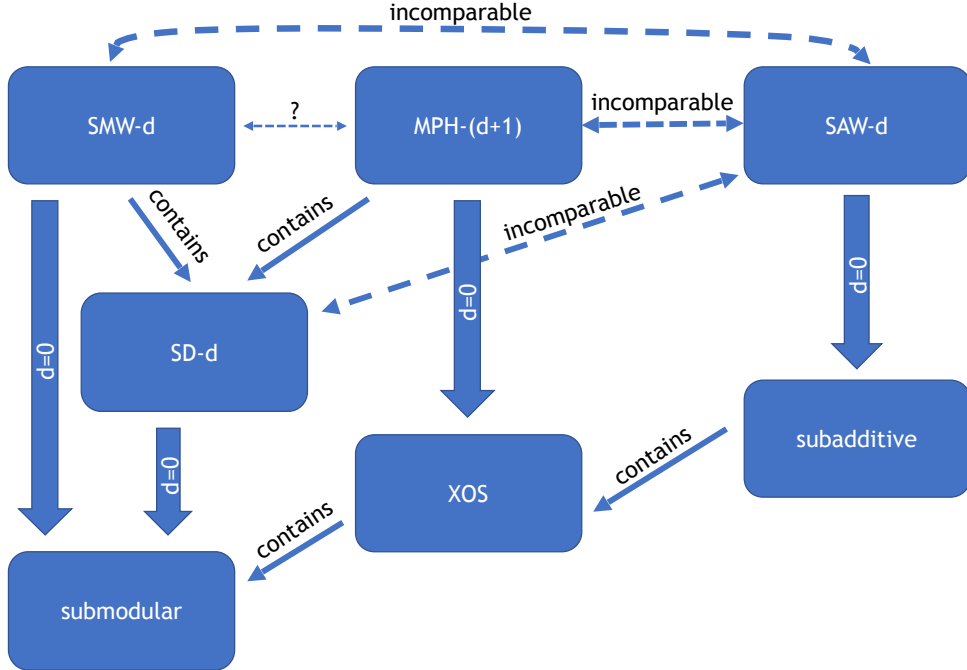 incomparable
SMW-d
?
MPH-(d+1)
incomparable
SAW-d
contains
contains
incomparable
d=0
d=0
d=0
SD-d
d=0
subadditive
contains
XOS
contains
submodular